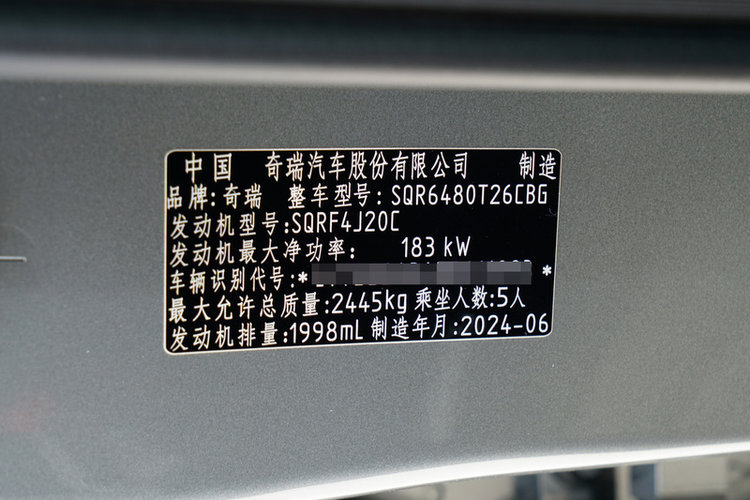 中国 奇瑞汽车股份有限公司 制造
品牌:奇瑞 整车型号:SQR6480T26CBG
发动机型号:SQRF4J20C
发动机最大净功率: 183 kW
车辆识别代号:* *
最大允许总质量:2445kg 乘坐人数:5人
发动机排量:1998mL 制造年月:2024-06